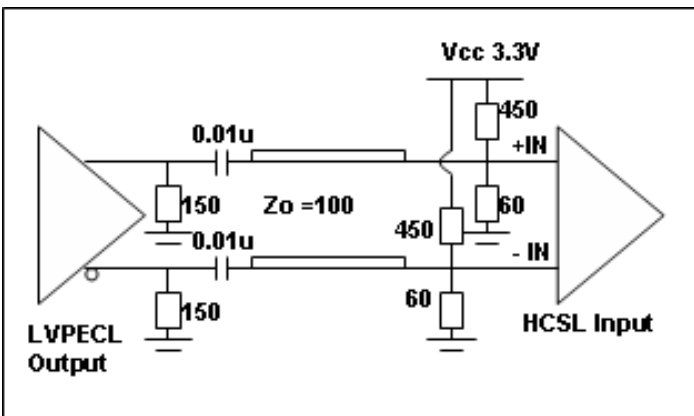 Vcc 3.3V
450
0.01u
+IN
150
Zo =100
60
450
0.01u
- IN
150
60
HCSL Input
LVPECL
Output